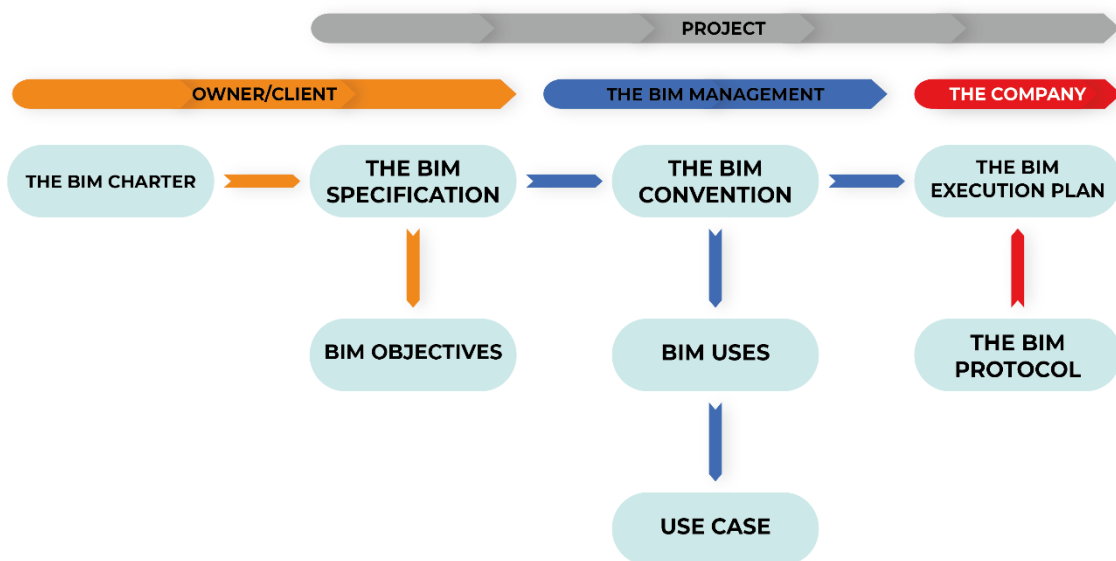 PROJECT
OWNER/CLIENT
THE BIM MANAGEMENT
THE COMPANY
THE BIM CHARTER
THE BIM
SPECIFICATION
THE BIM
CONVENTION
THE BIM
EXECUTION PLAN
BIM OBJECTIVES
BIM USES
THE BIM
PROTOCOL
USE CASE